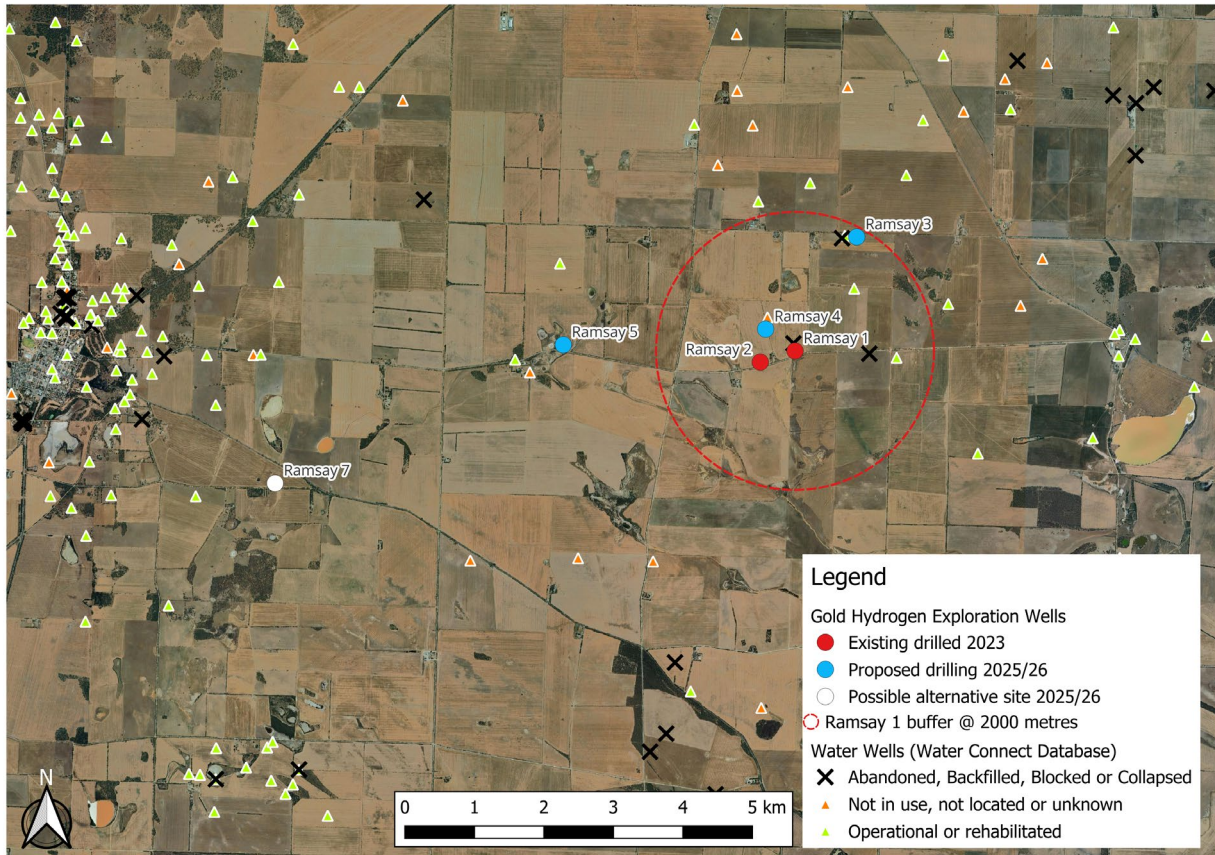 Ramsay 3
Ramsay 4
Ramsay 5
Ramsay 1
Ramsay 2
Ramsay 7
Legend
Gold Hydrogen Exploration Wells
Existing drilled 2023
Proposed drilling 2025/26
Possible alternative site 2025/26
Ramsay 1 buffer @ 2000 metres
Water Wells (Water Connect Database)
Abandoned, Backfilled, Blocked or Collapsed
Not in use, not located or unknown
Operational or rehabilitated
N
0 1 2 3 4 5 km